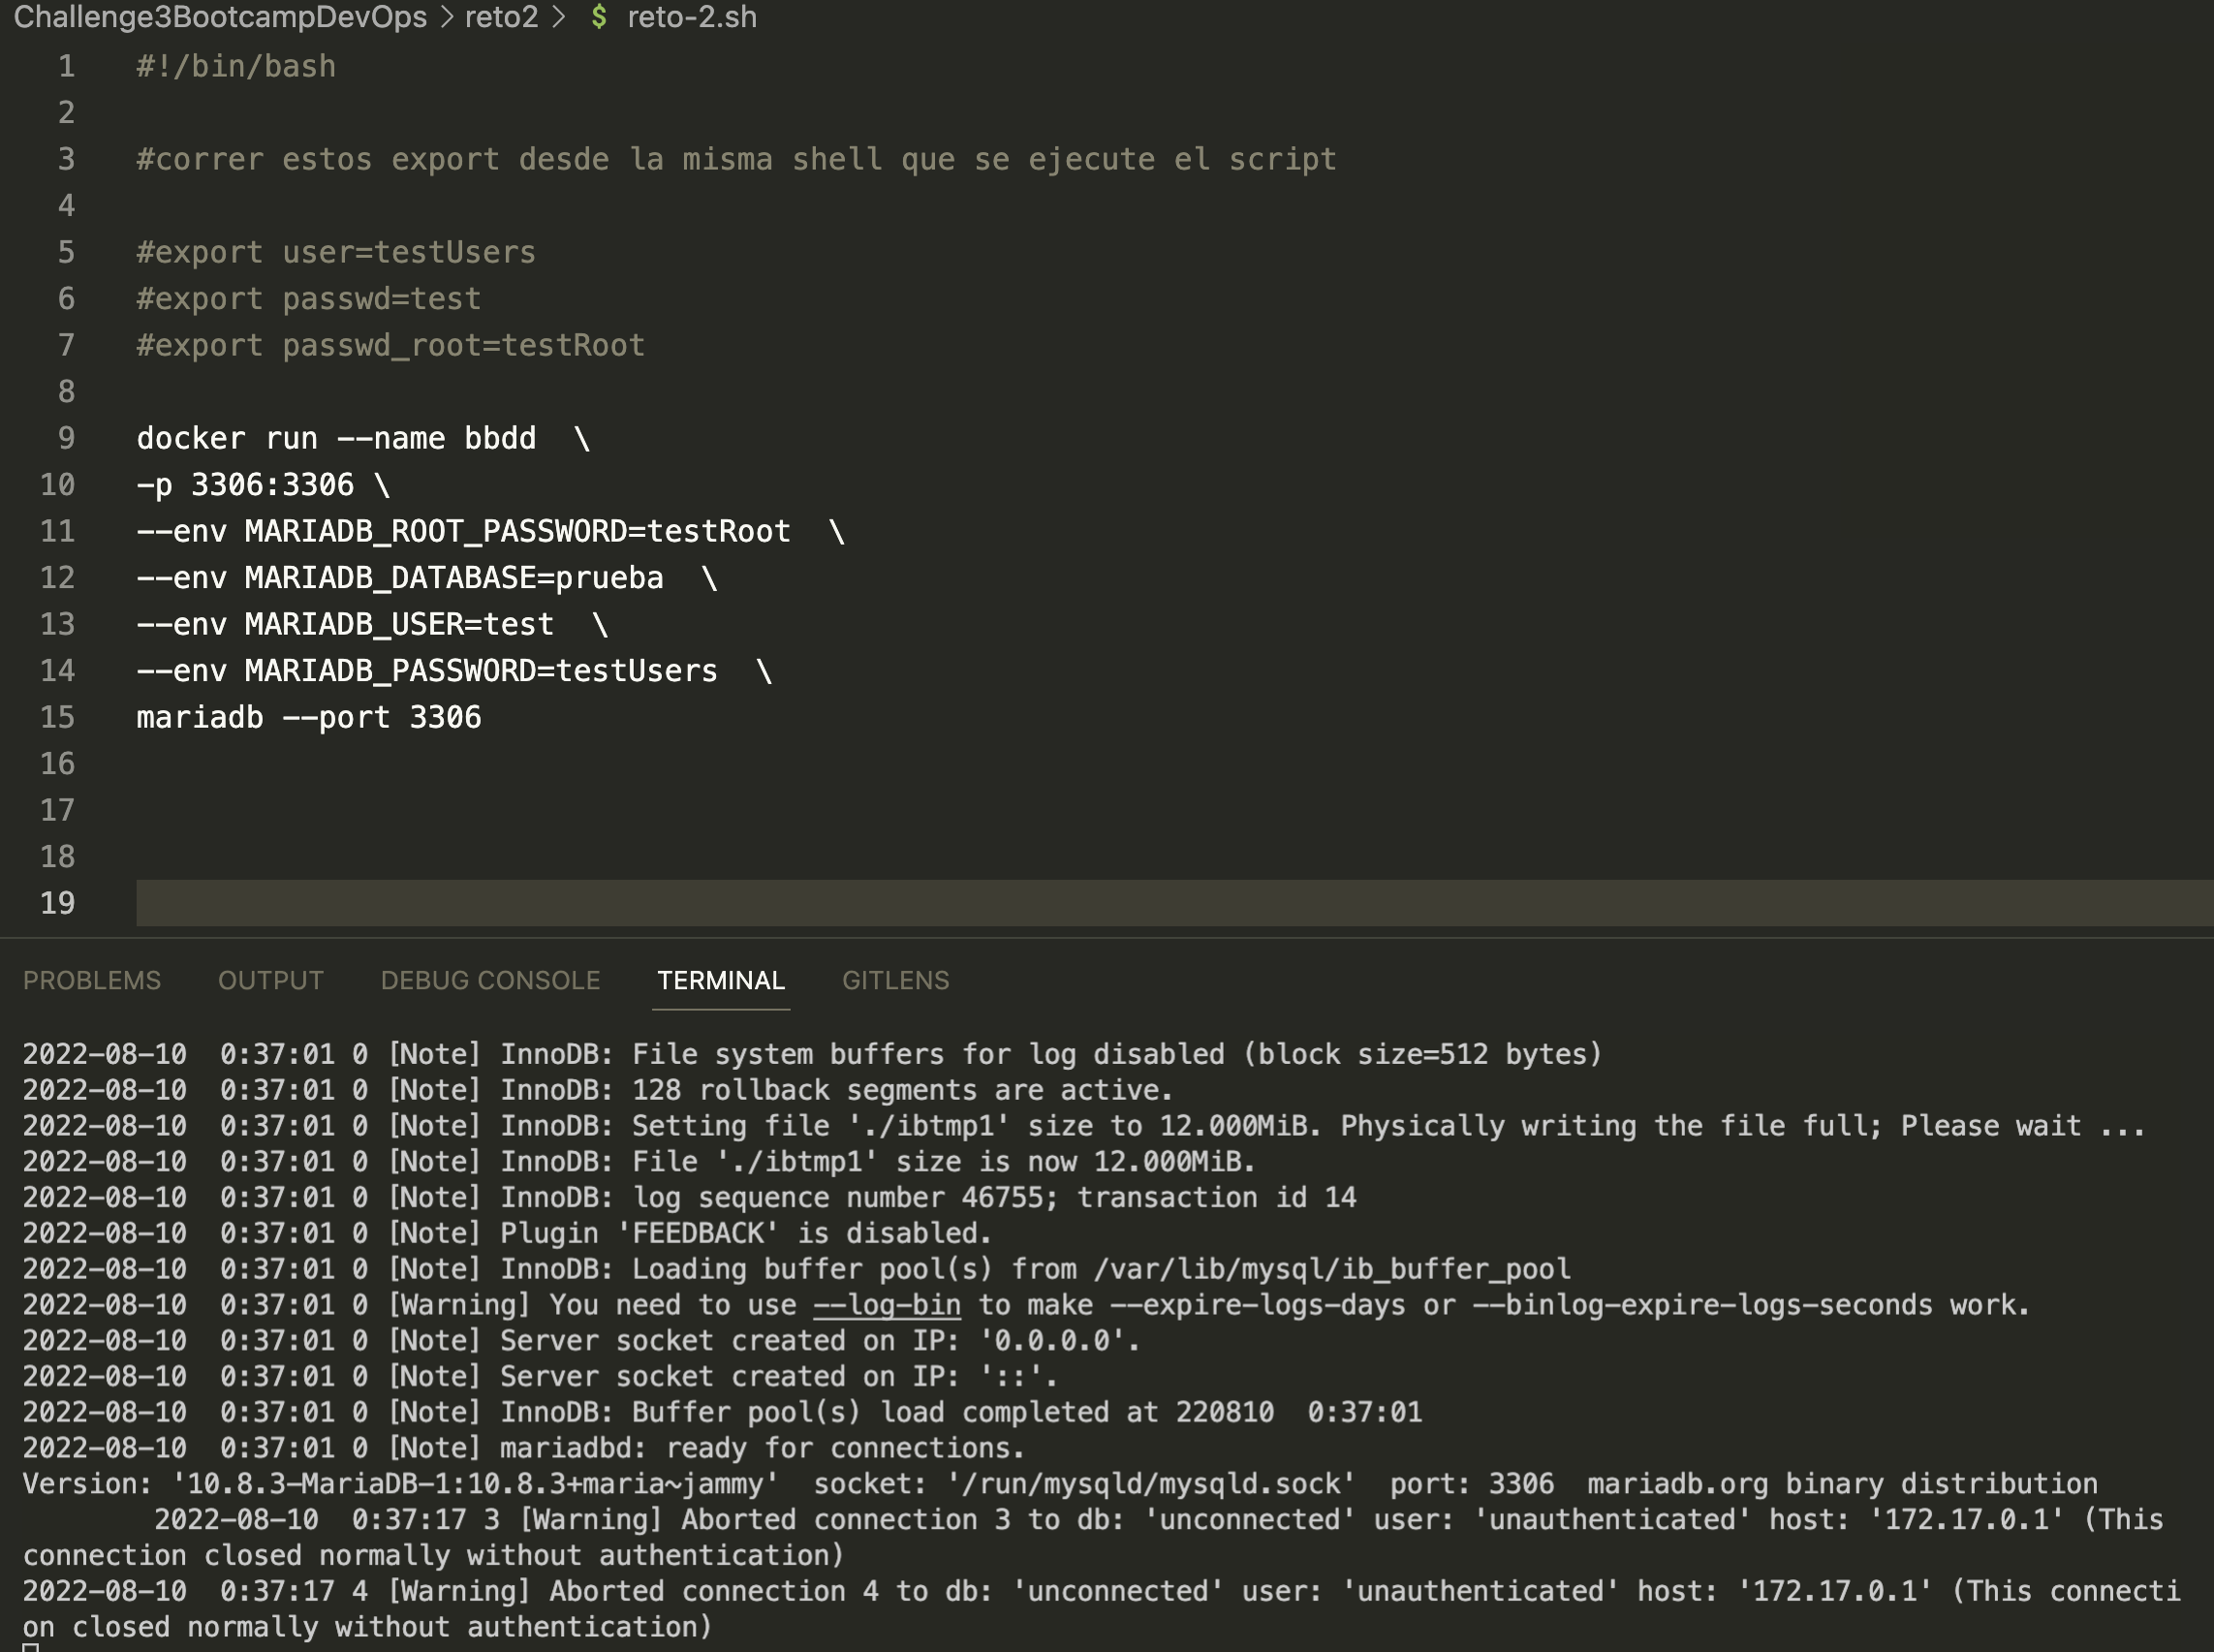 Challenge3BootcampDevOps > reto2 > $ reto-2.sh
1 #!/bin/bash
2
3 #correr estos export desde la misma shell que se ejecute el script
4
5 #export user=testUsers
6 #export passwd=test
7 #export passwd_root=testRoot
8
9 docker run --name bbdd  \
10 -p 3306:3306 \
11 --env MARIADB_ROOT_PASSWORD=testRoot  \
12 --env MARIADB_DATABASE=prueba  \
13 --env MARIADB_USER=test  \
14 --env MARIADB_PASSWORD=testUsers  \
15 mariadb --port 3306
16
17
18
19
PROBLEMS OUTPUT DEBUG CONSOLE TERMINAL GITLENS
2022-08-10  0:37:01 0 [Note] InnoDB: File system buffers for log disabled (block size=512 bytes)
2022-08-10  0:37:01 0 [Note] InnoDB: 128 rollback segments are active.
2022-08-10  0:37:01 0 [Note] InnoDB: Setting file './ibtmp1' size to 12.000MiB. Physically writing the file full; Please wait ...
2022-08-10  0:37:01 0 [Note] InnoDB: File './ibtmp1' size is now 12.000MiB.
2022-08-10  0:37:01 0 [Note] InnoDB: log sequence number 46755; transaction id 14
2022-08-10  0:37:01 0 [Note] Plugin 'FEEDBACK' is disabled.
2022-08-10  0:37:01 0 [Note] InnoDB: Loading buffer pool(s) from /var/lib/mysql/ib_buffer_pool
2022-08-10  0:37:01 0 [Warning] You need to use --log-bin to make --expire-logs-days or --binlog-expire-logs-seconds work.
2022-08-10  0:37:01 0 [Note] Server socket created on IP: '0.0.0.0'.
2022-08-10  0:37:01 0 [Note] Server socket created on IP: '::'.
2022-08-10  0:37:01 0 [Note] InnoDB: Buffer pool(s) load completed at 220810  0:37:01
2022-08-10  0:37:01 0 [Note] mariadbd: ready for connections.
Version: '10.8.3-MariaDB-1:10.8.3+maria~jammy'  socket: '/run/mysqld/mysqld.sock'  port: 3306  mariadb.org binary distribution
2022-08-10  0:37:17 3 [Warning] Aborted connection 3 to db: 'unconnected' user: 'unauthenticated' host: '172.17.0.1' (This
connection closed normally without authentication)
2022-08-10  0:37:17 4 [Warning] Aborted connection 4 to db: 'unconnected' user: 'unauthenticated' host: '172.17.0.1' (This connecti
on closed normally without authentication)